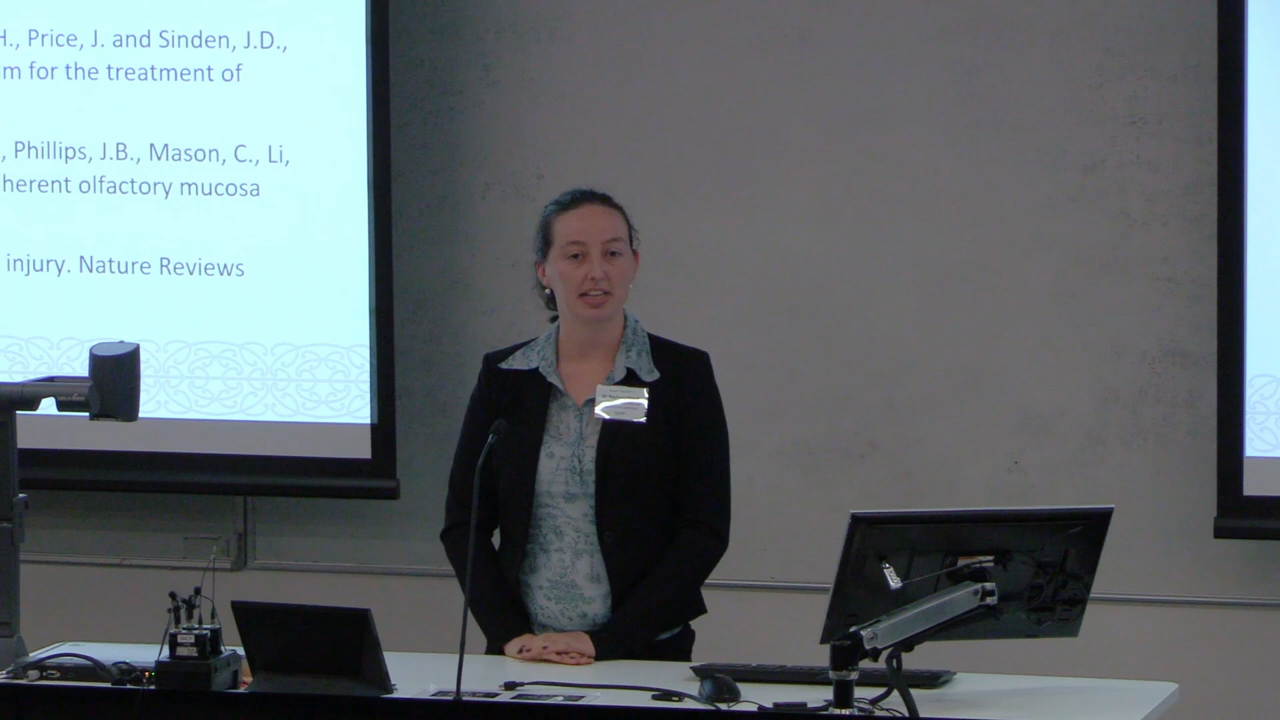 H., Price, J. and Sinden, J.D.,
m for the treatment of
, Phillips, J.B., Mason, C., Li,
herent olfactory mucosa
injury. Nature Reviews